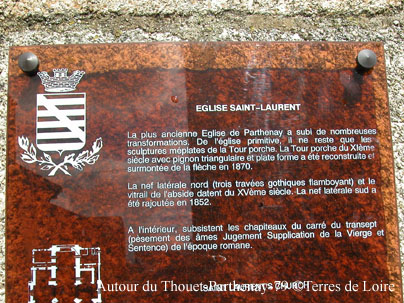 EGLISE SAINT-LAURENT
La plus ancienne Eglise de Parthenay a subi de nombreuses
transformations. De l'église primitive, il ne reste que les
sculptures méplates de la Tour porche. La Tour porche du XIème
siècle avec pignon triangulaire et plate forme a été reconstruite et
surmontée de la flèche en 1870.
La nef latérale nord (trois travées gothiques flamboyant) et le
vitrail de l'abside datent du XVème siècle. La nef latérale sud a
été rajoutée en 1852.
A l'intérieur, subsistent les chapiteaux du carré du transept
(pesement des âmes Jugement Supplication de la Vierge et
Sentence) de l'époque romane.
CHURCH
Autour du Thouet-Parthenay - © Terres de Loire